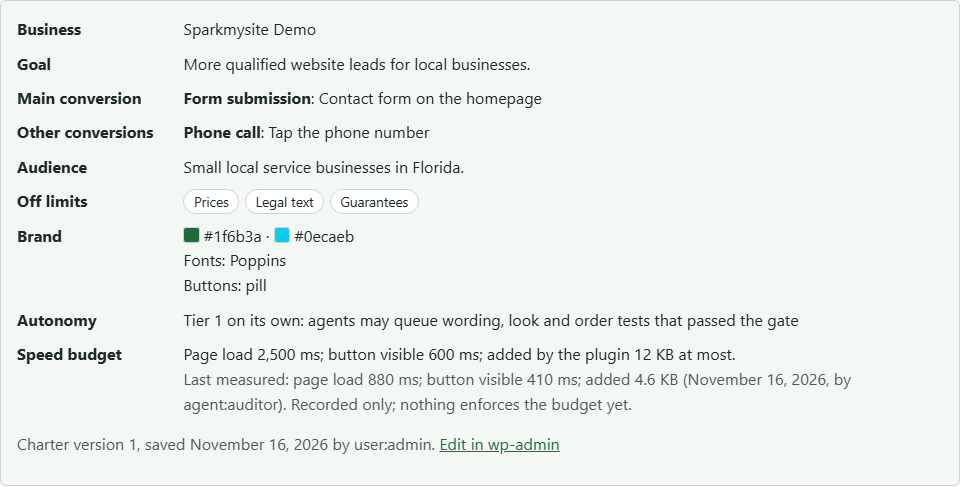 Business Sparkmysite Demo
Goal More qualified website leads for local businesses.
Main conversion Form submission: Contact form on the homepage
Other conversions Phone call: Tap the phone number
Audience Small local service businesses in Florida.
Off limits Prices Legal text Guarantees
Brand #1f6b3a · #0ecaeb
Fonts: Poppins
Buttons: pill
Autonomy Tier 1 on its own: agents may queue wording, look and order tests that passed the gate
Speed budget Page load 2,500 ms; button visible 600 ms; added by the plugin 12 KB at most.
Last measured: page load 880 ms; button visible 410 ms; added 4.6 KB (November 16, 2026, by
agent:auditor). Recorded only; nothing enforces the budget yet.
Charter version 1, saved November 16, 2026 by user:admin. Edit in wp-admin